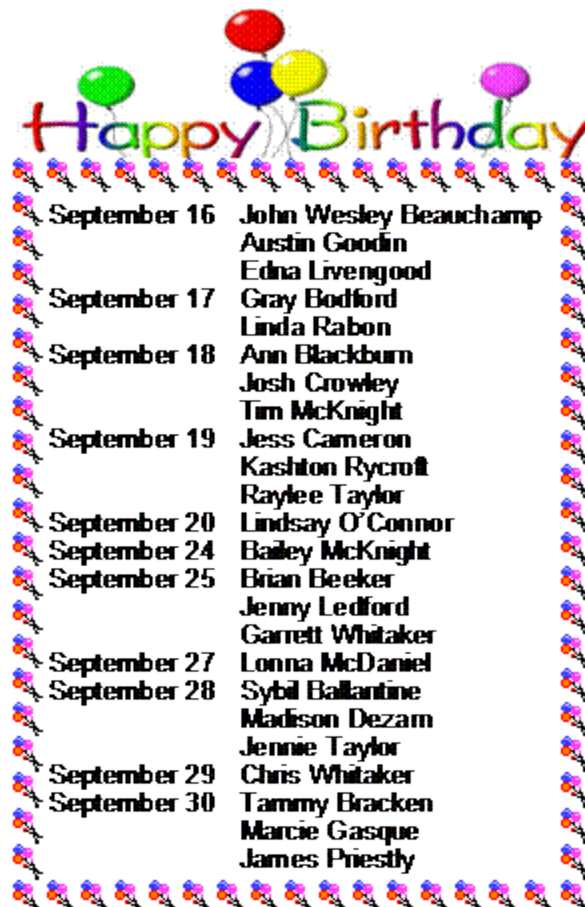 Happy Birthday
September 16 John Wesley Beauchamp
Austin Goodin
Edna Livengood
September 17 Gray Bodford
Linda Rabon
September 18 Ann Blackburn
Josh Crowley
Tim McKnight
September 19 Jess Cameron
Kashton Rycroft
Raylee Taylor
September 20 Lindsay O'Connor
September 24 Bailey McKnight
September 25 Brian Beeker
Jenny Ledford
Garrett Whitaker
September 27 Lonna McDaniel
September 28 Sybil Ballantine
Madison Dezarn
Jennie Taylor
September 29 Chris Whitaker
September 30 Tammy Bracken
Marcie Gasque
James Priestly